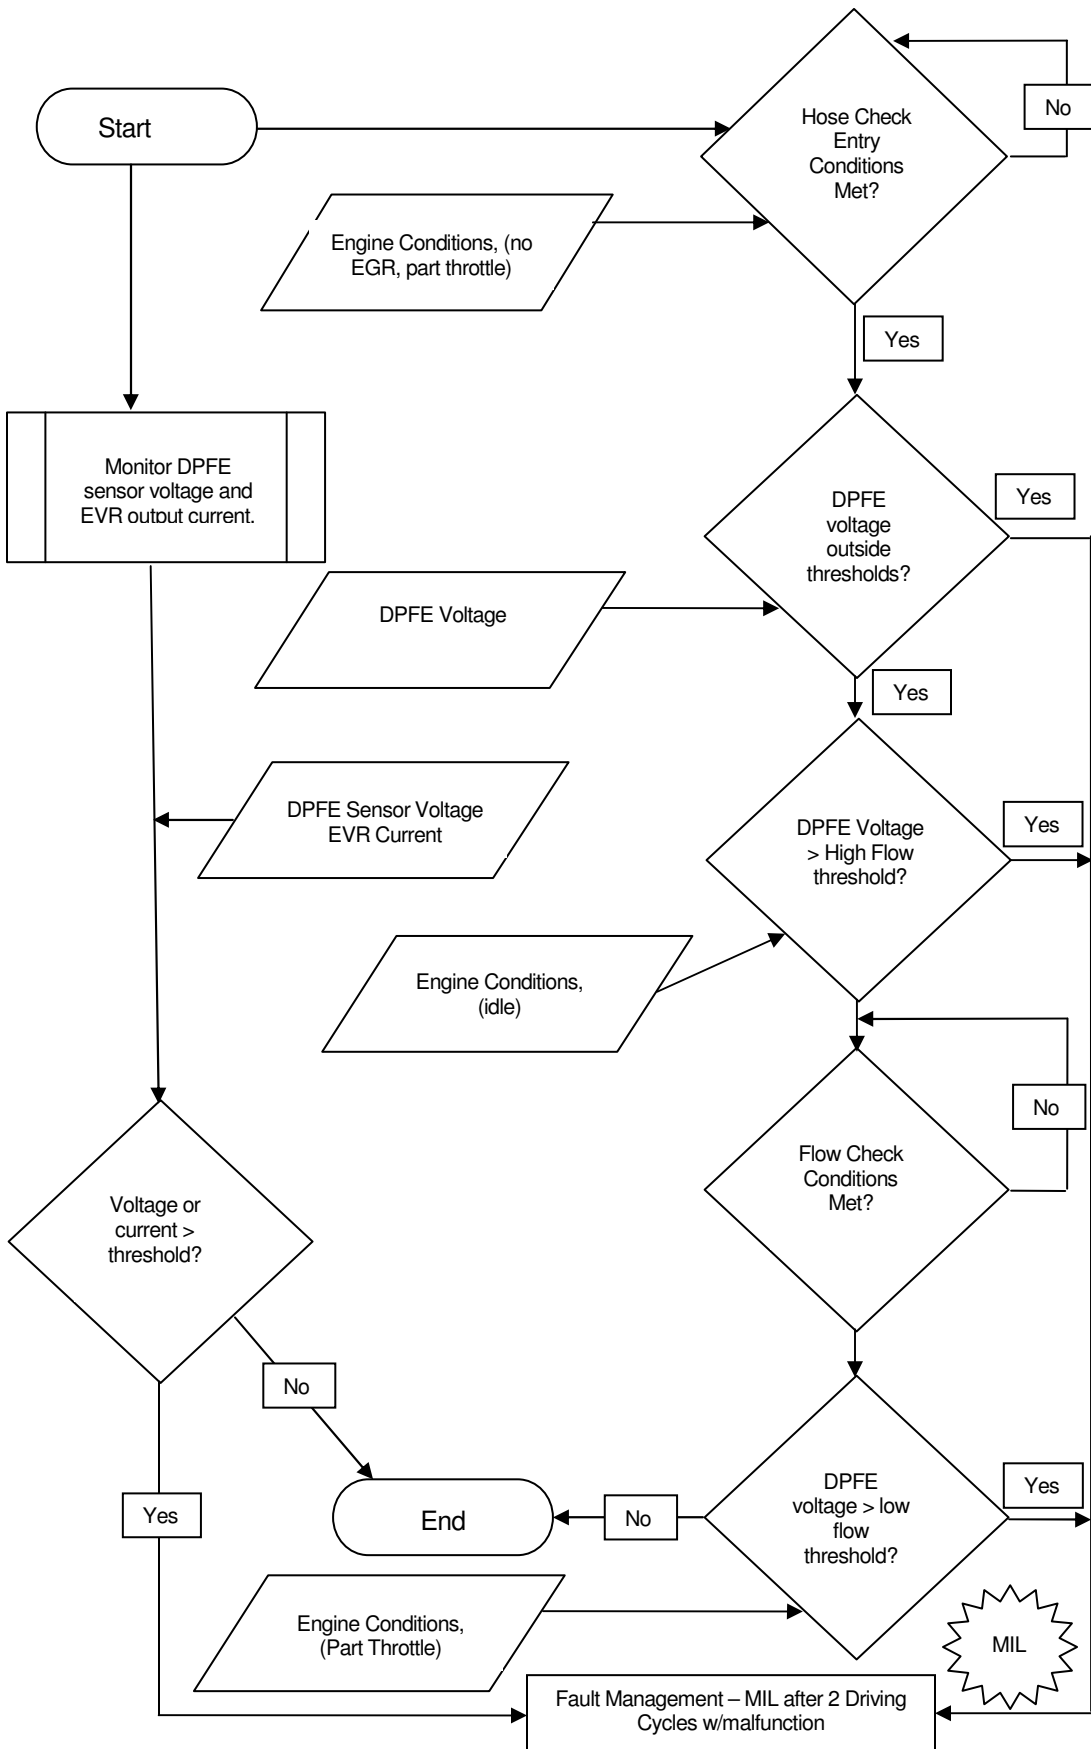 Start
Hose Check
Entry
Conditions
Met?
No
Engine Conditions, (no
EGR, part throttle)
Yes
Monitor DPFE
sensor voltage and
EVR output current.
DPFE
voltage
outside
thresholds?
Yes
DPFE Voltage
Yes
DPFE Sensor Voltage
EVR Current
DPFE Voltage
> High Flow
threshold?
Yes
Engine Conditions,
(idle)
Flow Check
Conditions
Met?
No
Voltage or
current >
threshold?
No
Yes
End
No
DPFE
voltage > low
flow
threshold?
Yes
Engine Conditions,
(Part Throttle)
MIL
Fault Management – MIL after 2 Driving
Cycles w/malfunction